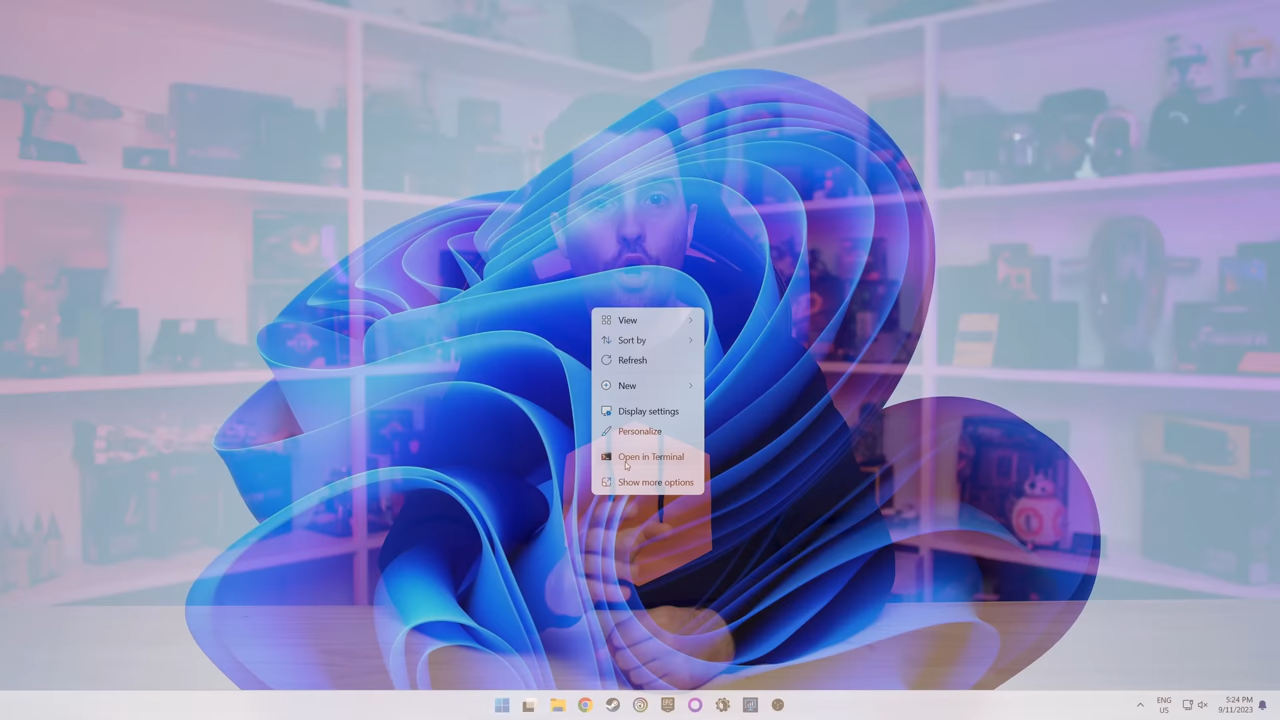 View
Sort by
Refresh
New
Display settings
Personalize
Open in Terminal
Show more options
ENG
US
5:24 PM
9/11/2023
EPIC